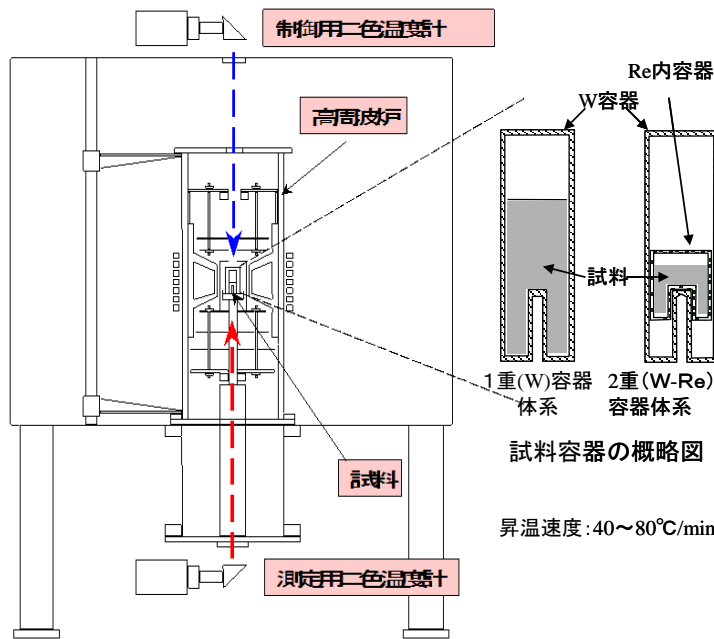 制御用二色温度計
Re内容器
W容器
高周波炉
試料
1重(W)容器
体系
2重(W-Re)
容器体系
試料容器の概略図
試料
昇温速度:40～80℃/min
測定用二色温度計